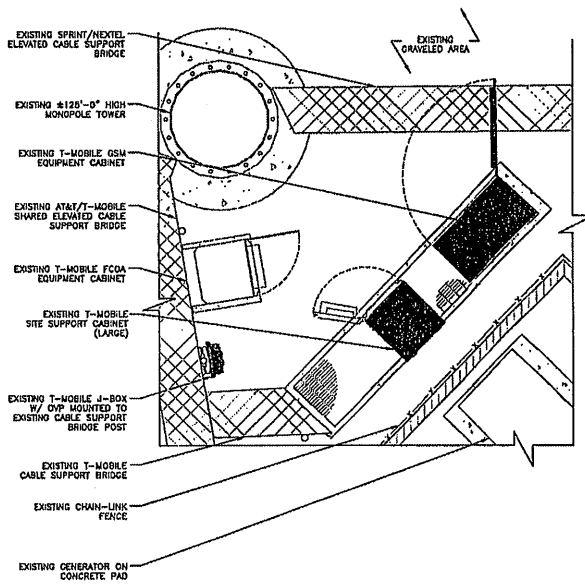 EXISTING SPRINT/NEXTEL
ELEVATED CABLE SUPPORT
BRIDGE
EXISTING
GRAVELED AREA
EXISTING ±125'-0" HIGH
MONOPOLE TOWER
EXISTING T-MOBILE GSM
EQUIPMENT CABINET
EXISTING AT&T/T-MOBILE
SHARED ELEVATED CABLE
SUPPORT BRIDGE
EXISTING T-MOBILE FCOA
EQUIPMENT CABINET
EXISTING T-MOBILE
SITE SUPPORT CABINET
(LARGE)
EXISTING T-MOBILE J-BOX
W/ OVP MOUNTED TO
EXISTING CABLE SUPPORT
BRIDGE POST
EXISTING T-MOBILE
CABLE SUPPORT BRIDGE
EXISTING CHAIN-LINK
FENCE
EXISTING GENERATOR ON
CONCRETE PAD